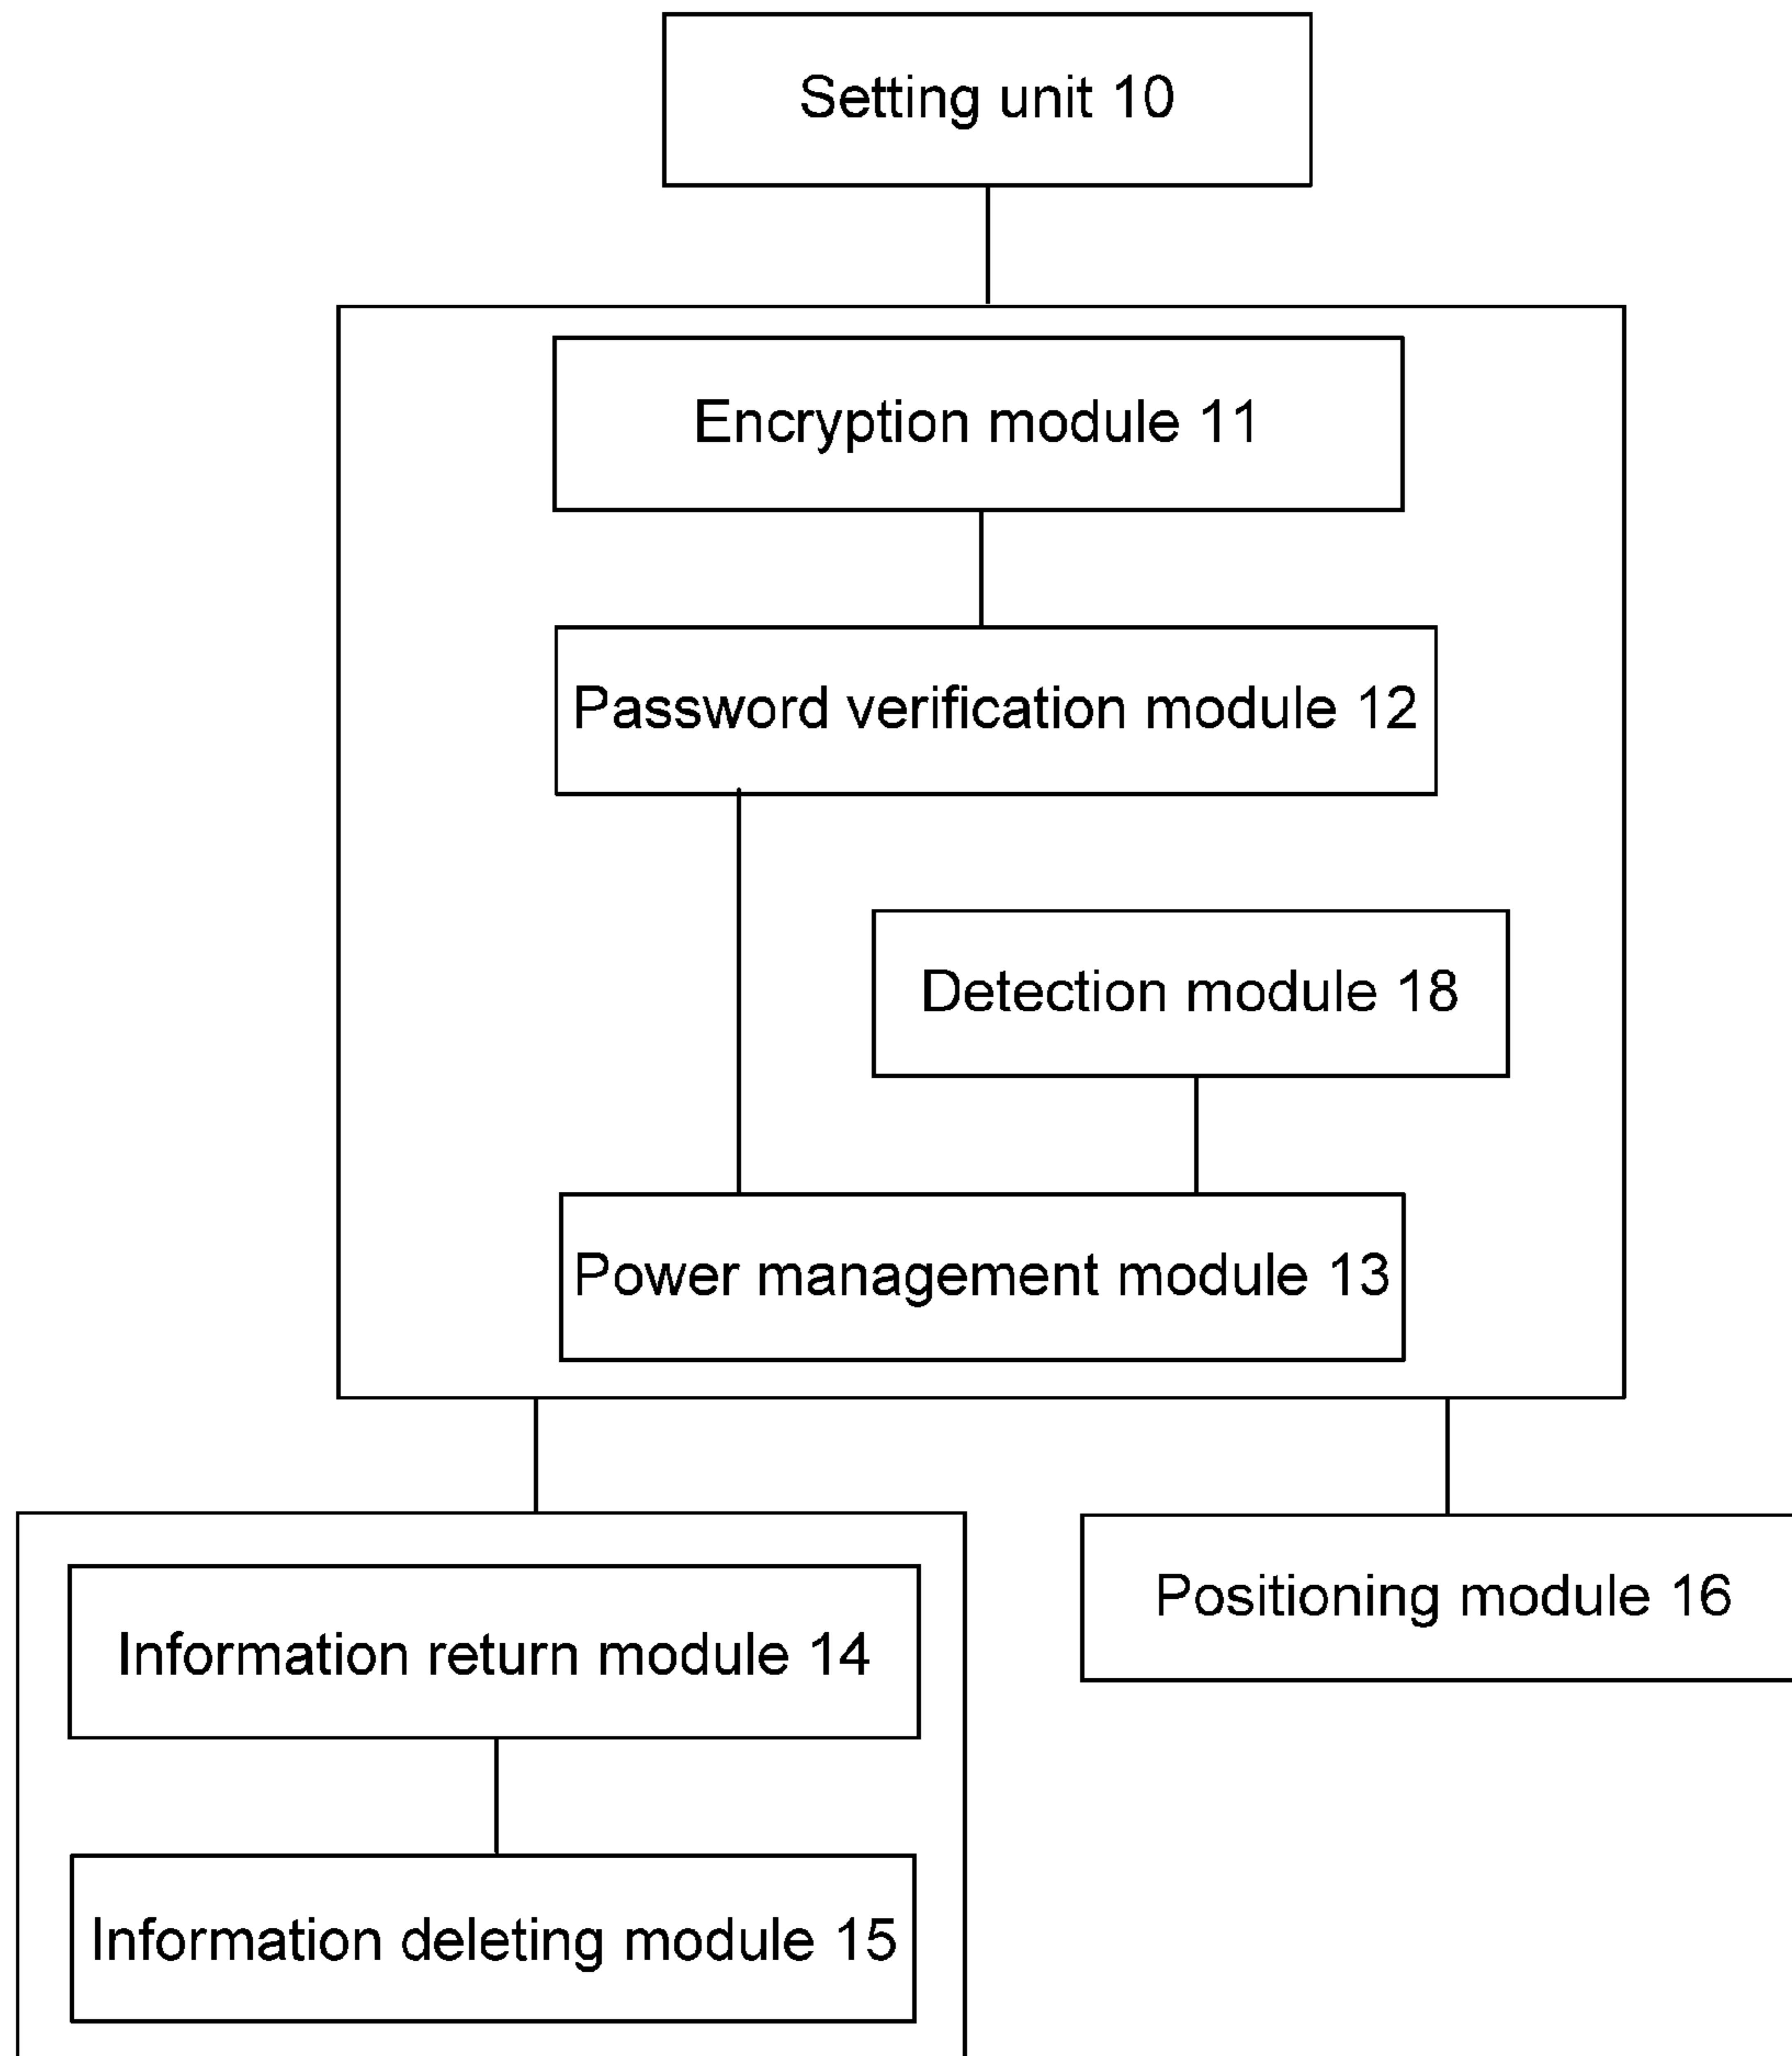 Setting unit 10
Encryption module 11
Password verification module 12
Detection module 18
Power management module 13
Information return module 14
Positioning module 16
Information deleting module 15